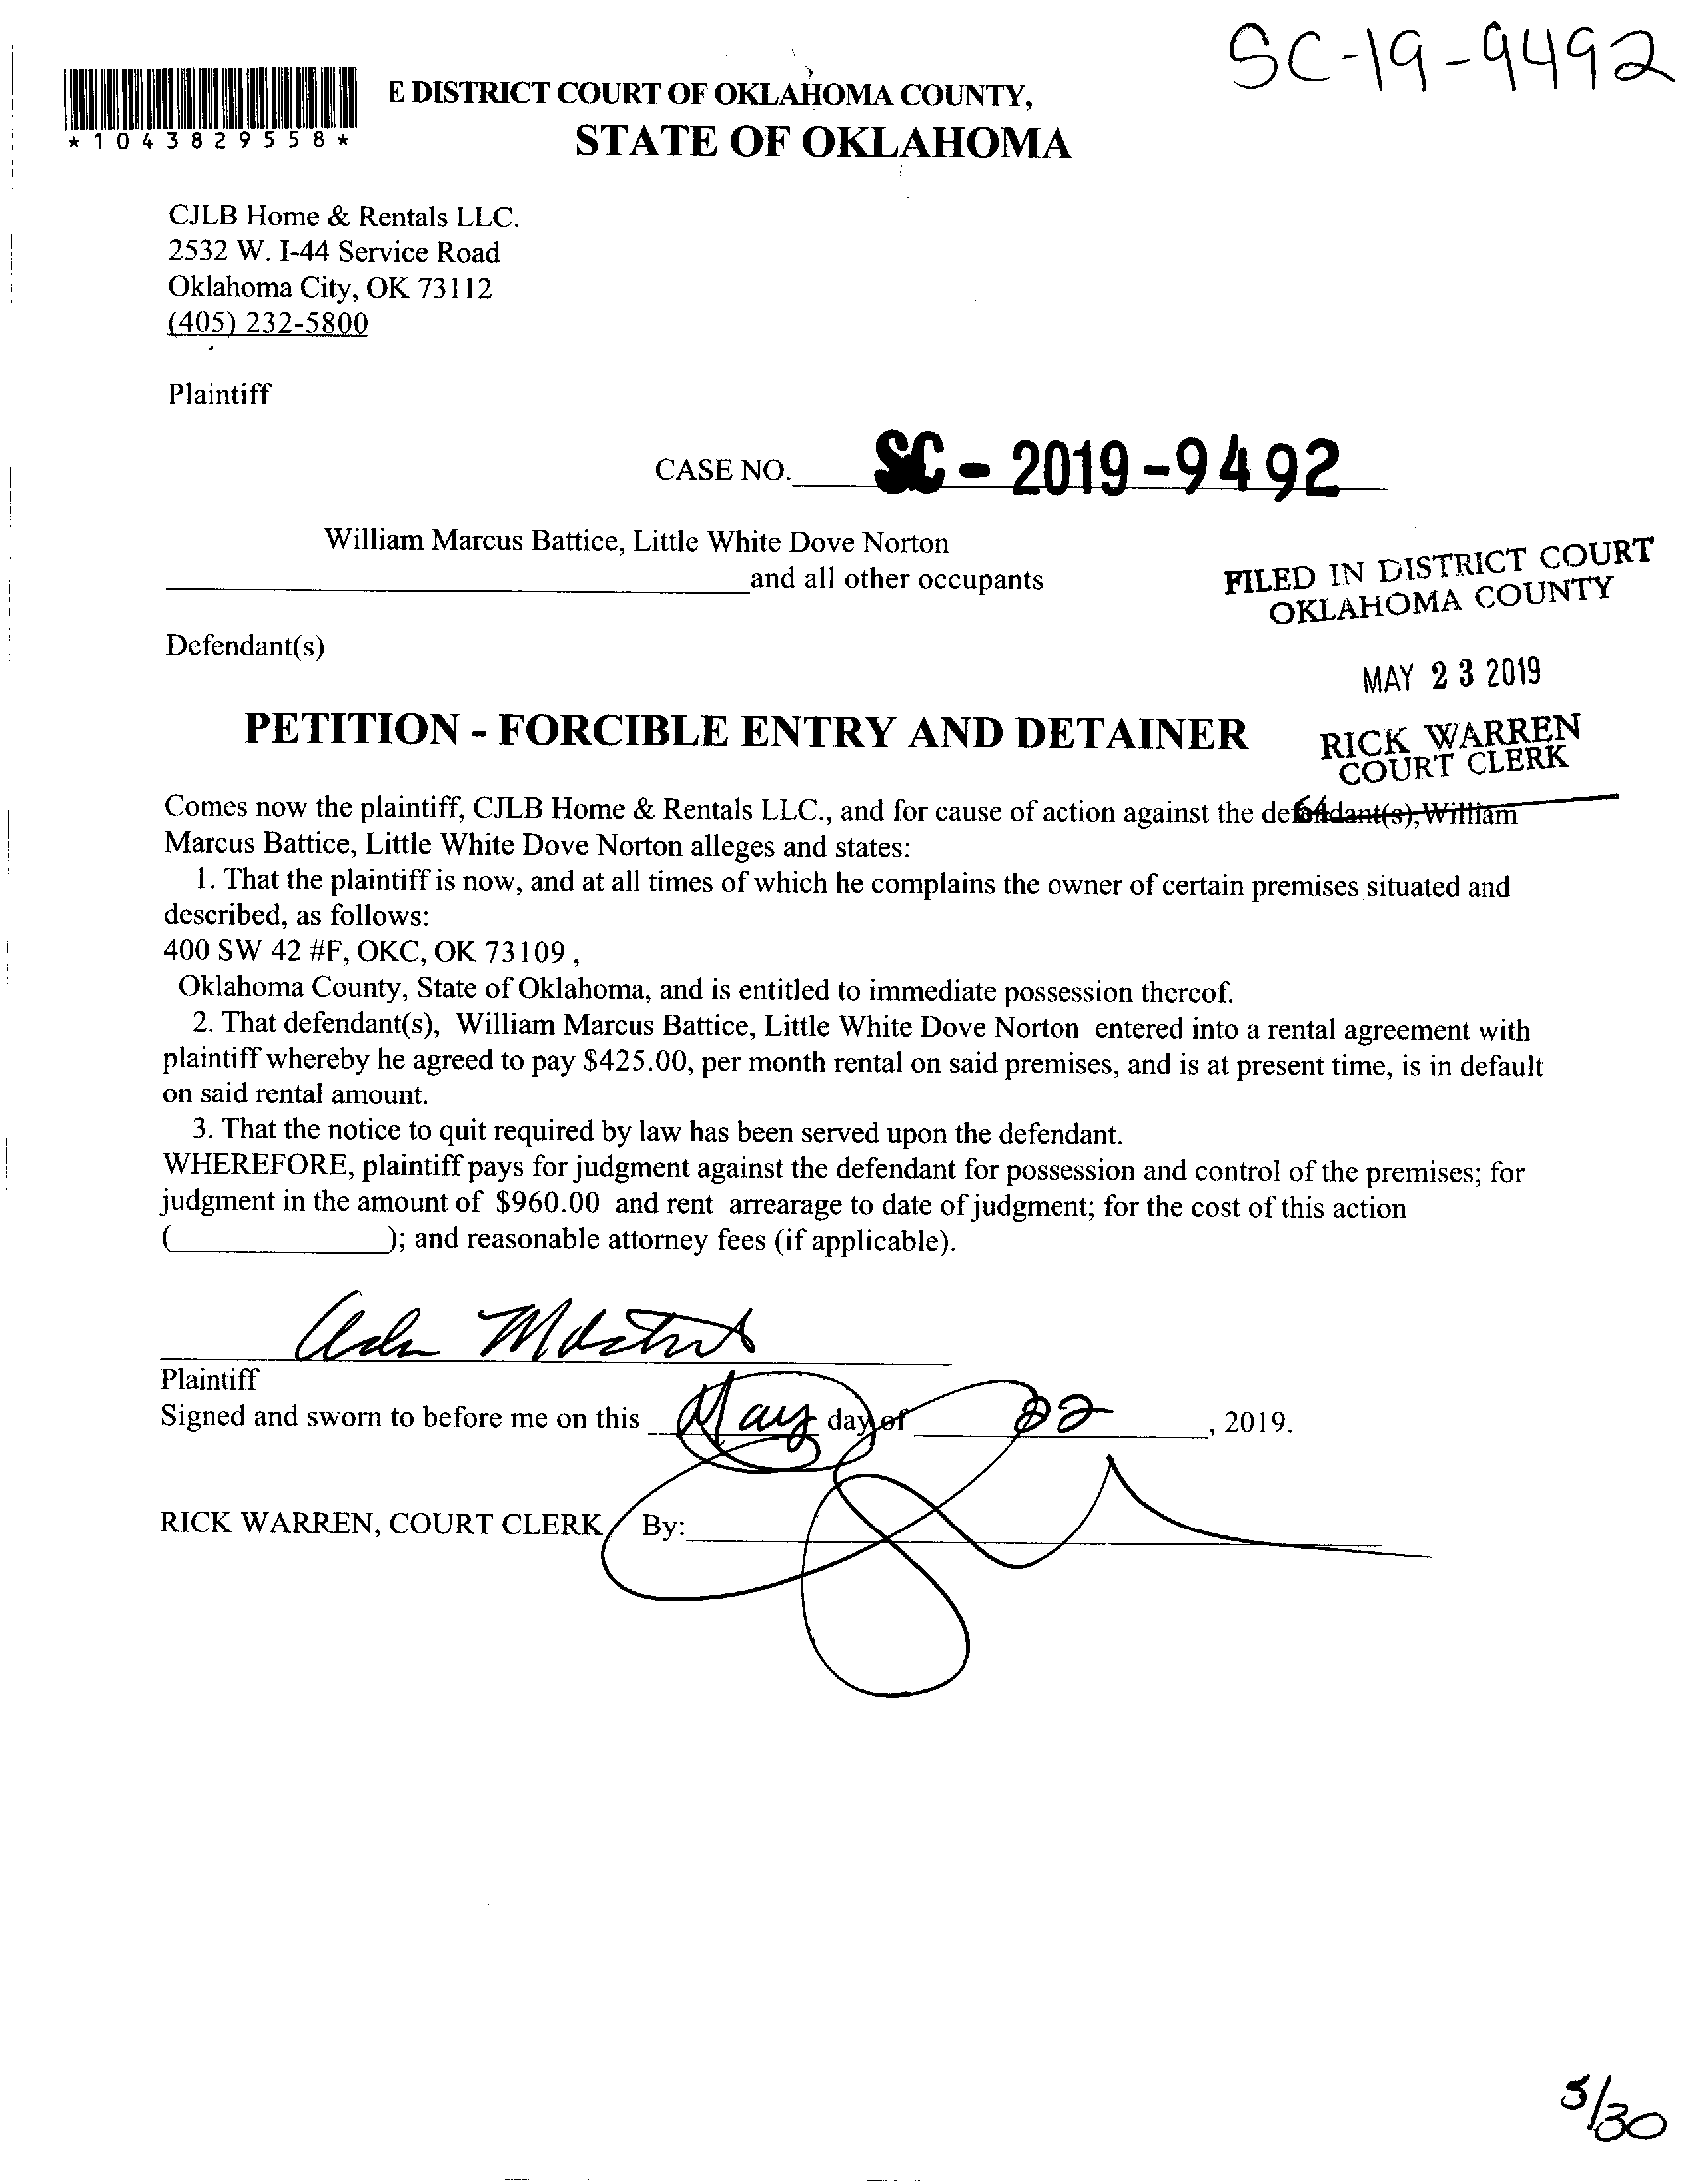 SC-19-9492
*1043829558*
E DISTRICT COURT OF OKLAHOMA COUNTY,
STATE OF OKLAHOMA
CJLB Home & Rentals LLC.
2532 W. I-44 Service Road
Oklahoma City, OK 73112
(405) 232-5800
Plaintiff
CASE NO. SC - 2019-9492
William Marcus Battice, Little White Dove Norton
and all other occupants
FILED IN DISTRICT COURT
OKLAHOMA COUNTY
Defendant(s)
MAY 23 2019
PETITION - FORCIBLE ENTRY AND DETAINER
RICK WARREN
COURT CLERK
64
Comes now the plaintiff, CJLB Home & Rentals LLC., and for cause of action against the defendant(s), William
Marcus Battice, Little White Dove Norton alleges and states:
1. That the plaintiff is now, and at all times of which he complains the owner of certain premises situated and
described, as follows:
400 SW 42 #F, OKC, OK 73109 ,
Oklahoma County, State of Oklahoma, and is entitled to immediate possession thereof.
2. That defendant(s), William Marcus Battice, Little White Dove Norton entered into a rental agreement with
plaintiff whereby he agreed to pay $425.00, per month rental on said premises, and is at present time, is in default
on said rental amount.
3. That the notice to quit required by law has been served upon the defendant.
WHEREFORE, plaintiff pays for judgment against the defendant for possession and control of the premises; for
judgment in the amount of $960.00 and rent arrearage to date of judgment; for the cost of this action
(____________); and reasonable attorney fees (if applicable).
Plaintiff
Signed and sworn to before me on this May day of 22, 2019.
RICK WARREN, COURT CLERK By:
5/30